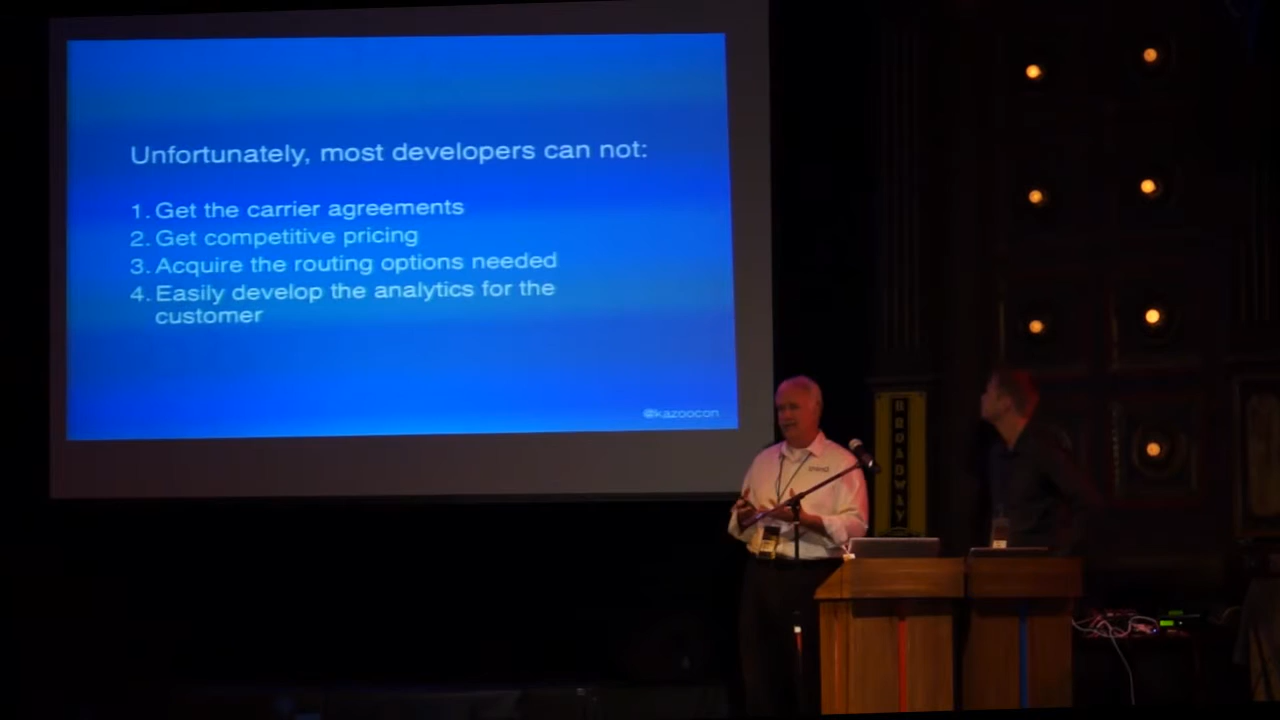 Unfortunately, most developers can not:
1. Get the carrier agreements
2. Get competitive pricing
3. Acquire the routing options needed
4. Easily develop the analytics for the
customer
@kazoocon
BROADWAY